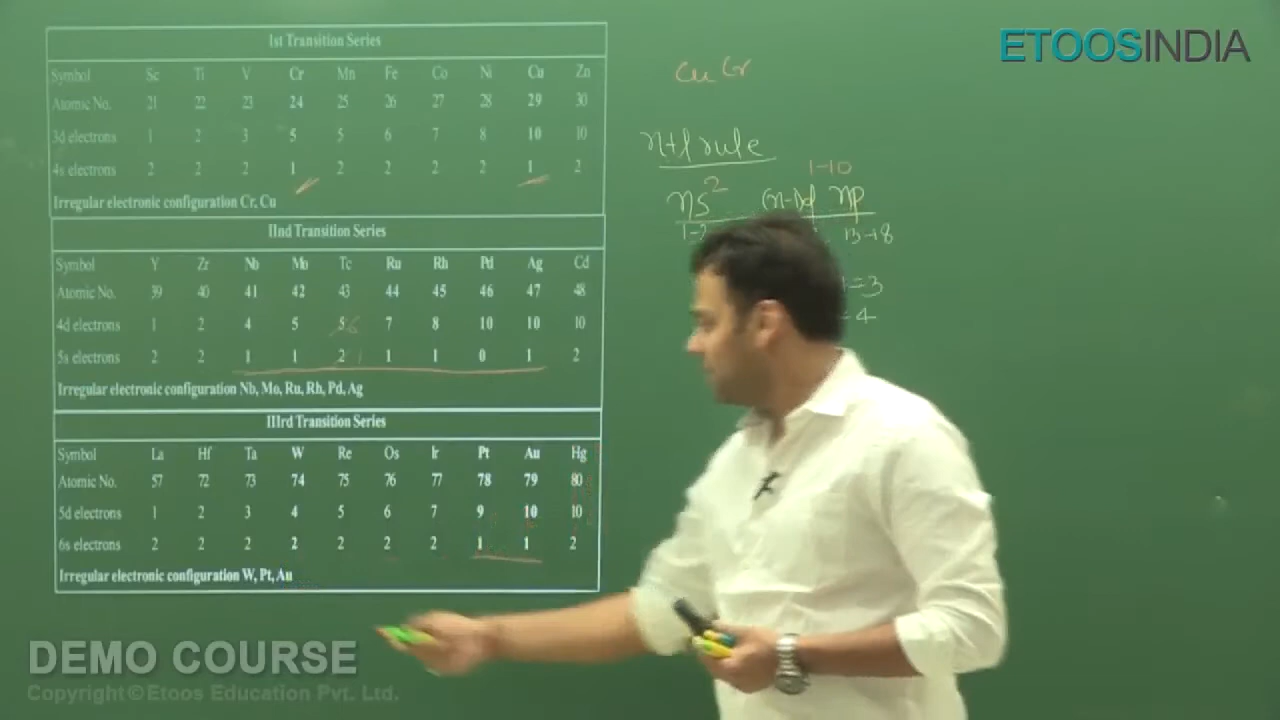 ETOOSINDIA
Ist Transition Series
Symbol Sc Ti V Cr Mn Fe Co Ni Cu Zn
Atomic No. 21 22 23 24 25 26 27 28 29 30
3d electrons 1 2 3 5 5 6 7 8 10 10
4s electrons 2 2 2 1 2 2 2 2 1 2
Irregular electronic configuration Cr, Cu
IInd Transition Series
Symbol Y Zr Nb Mo Tc Ru Rh Pd Ag Cd
Atomic No. 39 40 41 42 43 44 45 46 47 48
4d electrons 1 2 4 5 5 6 7 8 10 10 10
5s electrons 2 2 1 1 2 1 1 1 0 1 2
Irregular electronic configuration Nb, Mo, Ru, Rh, Pd, Ag
IIIrd Transition Series
Symbol La Hf Ta W Re Os Ir Pt Au Hg
Atomic No. 57 72 73 74 75 76 77 78 79 80
5d electrons 1 2 3 4 5 6 7 9 10 10
6s electrons 2 2 2 2 2 2 2 1 1 2
Irregular electronic configuration W, Pt, Au
Cu Cr
n+l rule
1-10
ns² (n-1)d np
13-18
=3
=4
DEMO COURSE
Copyright © Etoos Education Pvt. Ltd.